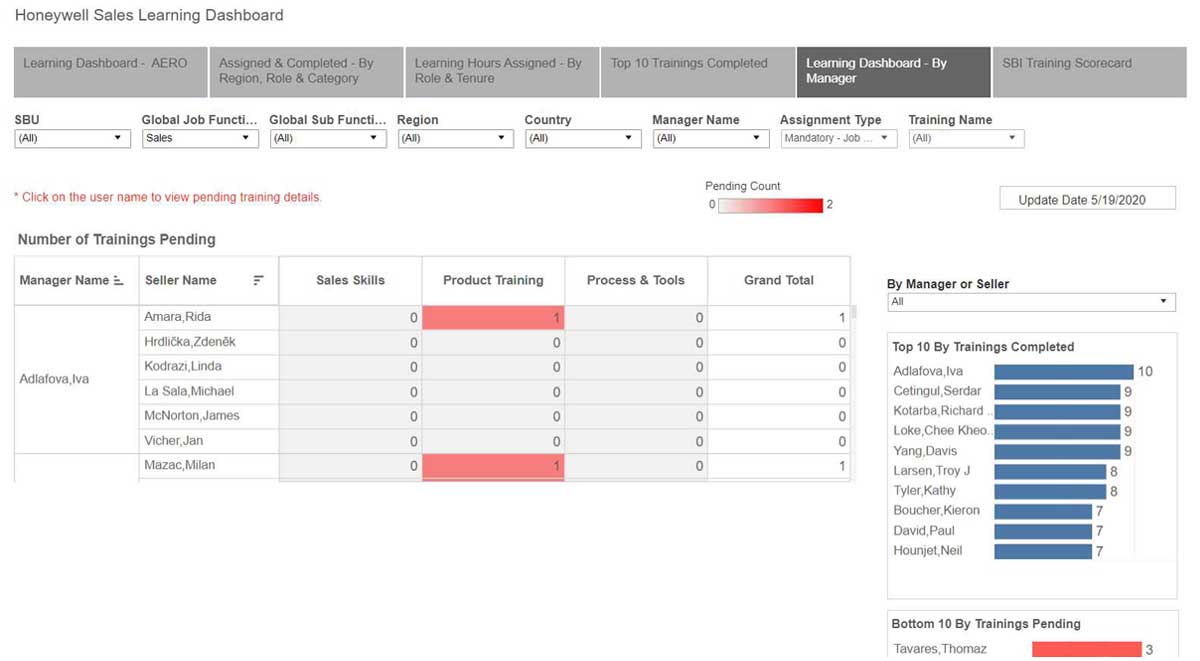 Honeywell Sales Learning Dashboard
Learning Dashboard - AERO
Assigned & Completed - By
Region, Role & Category
Learning Hours Assigned - By
Role & Tenure
Top 10 Trainings Completed
Learning Dashboard - By
Manager
SBI Training Scorecard
SBU
Global Job Functi...
Global Sub Functi...
Region
Country
Manager Name
Assignment Type
Training Name
(All)
Sales
(All)
(All)
(All)
(All)
Mandatory - Job ...
(All)
* Click on the user name to view pending training details.
Pending Count
0
2
Update Date 5/19/2020
Number of Trainings Pending
Manager Name
Seller Name
Sales Skills
Product Training
Process & Tools
Grand Total
Adlafova,Iva
Amara,Rida 0 1 0 1
Hrdlička,Zdeněk 0 0 0 0
Kodrazi,Linda 0 0 0 0
La Sala,Michael 0 0 0 0
McNorton,James 0 0 0 0
Vicher,Jan 0 0 0 0
Mazac,Milan 0 1 0 1
By Manager or Seller
All
Top 10 By Trainings Completed
Adlafova,Iva 10
Cetingul,Serdar 9
Kotarba,Richard .. 9
Loke,Chee Kheo.. 9
Yang,Davis 9
Larsen,Troy J 8
Tyler,Kathy 8
Boucher,Kieron 7
David,Paul 7
Hounjet,Neil 7
Bottom 10 By Trainings Pending
Tavares,Thomaz 3